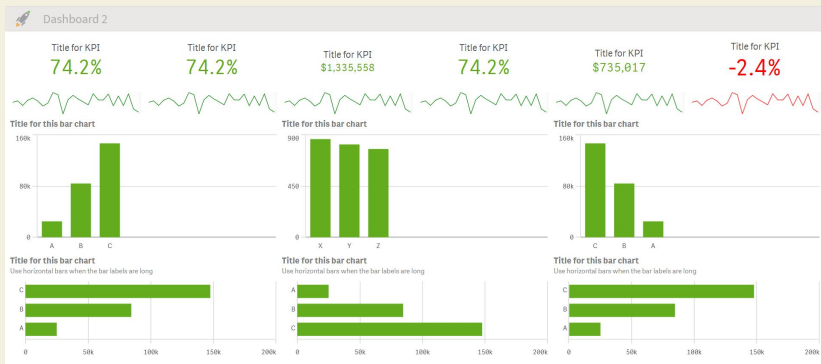 Dashboard 2
Title for KPI
74.2%
Title for KPI
74.2%
Title for KPI
$1,335,558
Title for KPI
74.2%
Title for KPI
$735,017
Title for KPI
-2.4%
Title for this bar chart
160k
80k
0
A B C
Title for this bar chart
900
450
0
X Y Z
Title for this bar chart
160k
80k
0
C B A
Title for this bar chart
Use horizontal bars when the bar labels are long
C
B
A
0 50k 100k 150k 200k
Title for this bar chart
Use horizontal bars when the bar labels are long
A
B
C
0 50k 100k 150k 200k
Title for this bar chart
Use horizontal bars when the bar labels are long
C
B
A
0 50k 100k 150k 200k